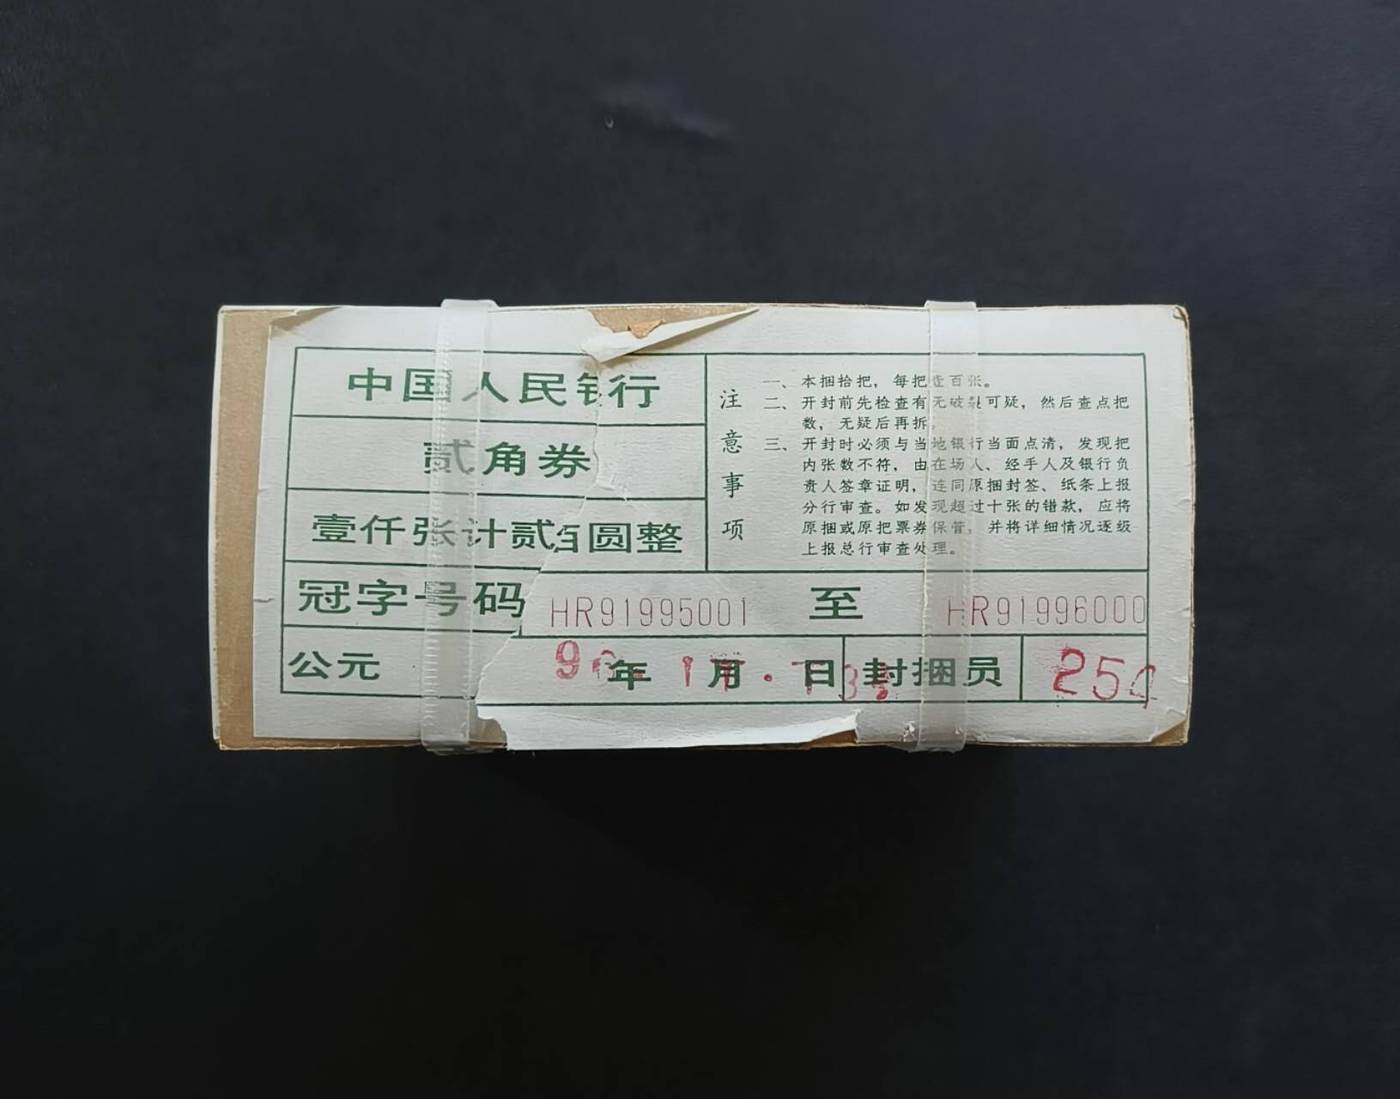 中国人民银行
贰角券
壹仟张计贰佰圆整
注意事项
一、本捆拾把，每把壹百张。
二、开封前先检查有无破裂可疑，然后查点把
数，无疑后再拆。
三、开封时必须与当地银行当面点清，发现把
内张数不符，由在场人、经手人及银行负
责人签章证明，连同原捆封签、纸条上报
分行审查。如发现超过十张的错款，应将
原捆或原把票券保管，并将详细情况逐级
上报总行审查处理。
冠字号码 HR91995001 至 HR91996000
公元 年 月 日 封捆员